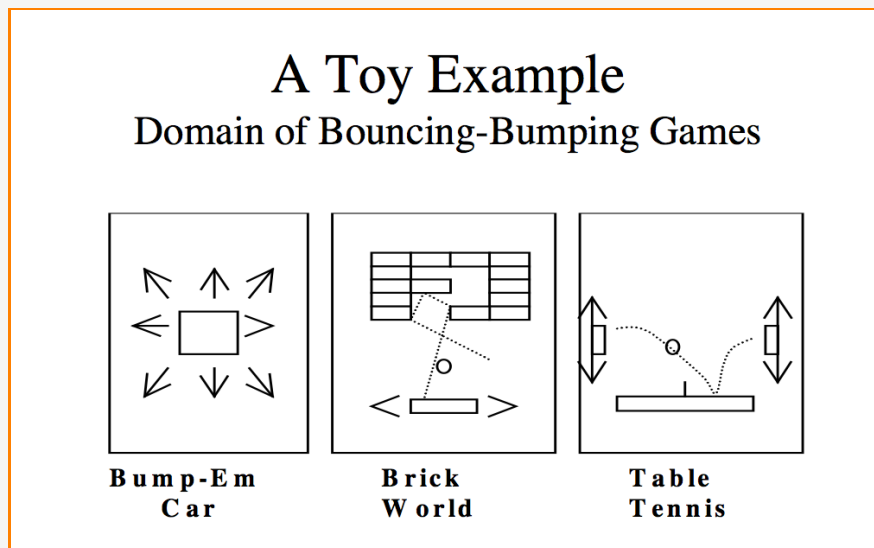 A Toy Example
Domain of Bouncing-Bumping Games
Bump-Em
Car
Brick
World
Table
Tennis